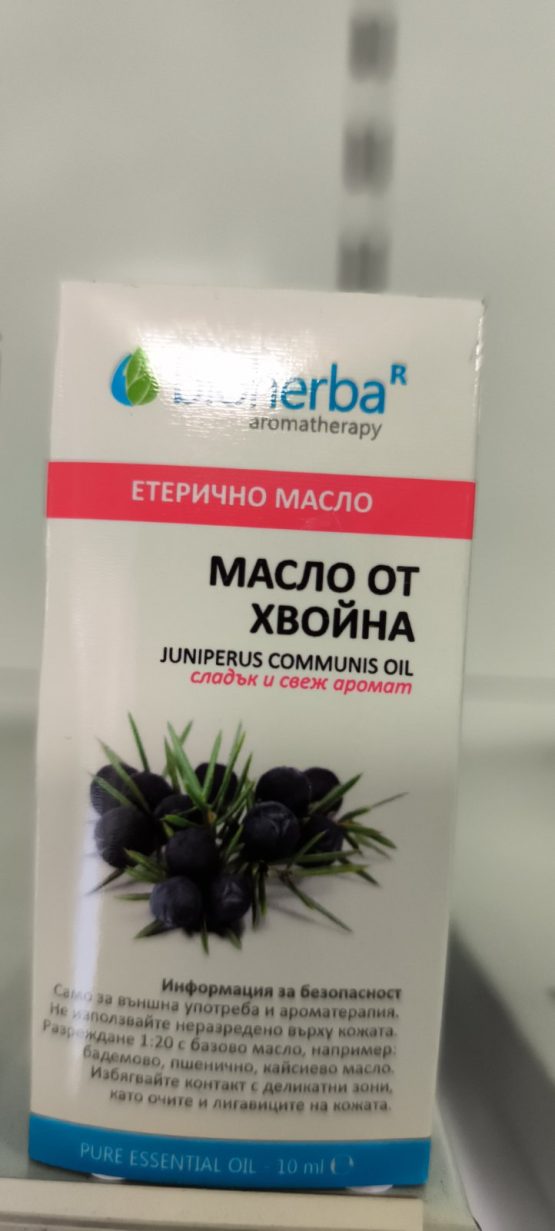 bioherba R
aromatherapy
ЕТЕРИЧНО МАСЛО
МАСЛО ОТ
ХВОЙНА
JUNIPERUS COMMUNIS OIL
сладък и свеж аромат
Информация за безопасност
Само за външна употреба и ароматерапия.
Не използвайте неразредено върху кожата.
Разреждане 1:20 с базово масло, например:
бадемово, пшенично, кайсиево масло.
Избягвайте контакт с деликатни зони,
като очите и лигавиците на кожата.
PURE ESSENTIAL OIL - 10 ml ℮